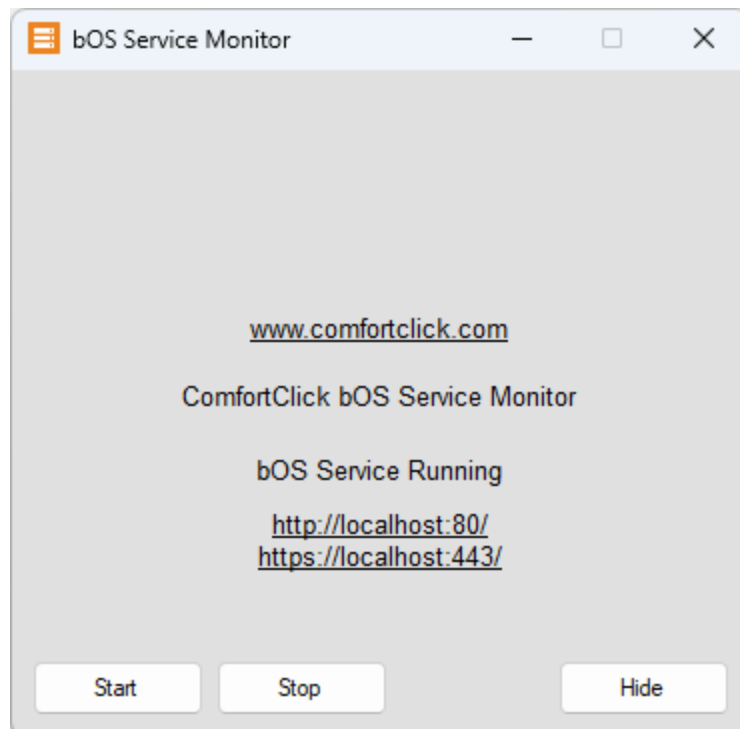 bOS Service Monitor
www.comfortclick.com
ComfortClick bOS Service Monitor
bOS Service Running
http://localhost:80/
https://localhost:443/
Start Stop Hide